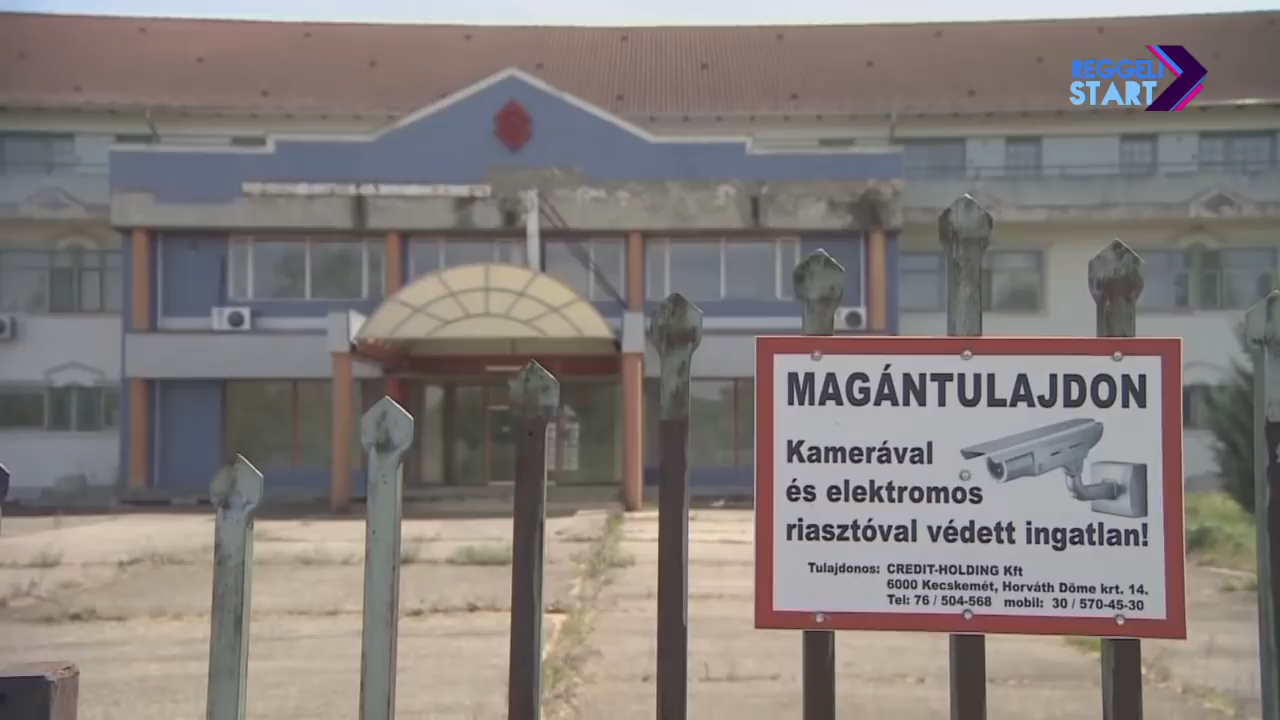 REGGELI
START
MAGÁNTULAJDON
Kamerával
és elektromos
riasztóval védett ingatlan!
Tulajdonos: CREDIT-HOLDING Kft
6000 Kecskemét, Horváth Döme krt. 14.
Tel: 76 / 504-568 mobil: 30 / 570-45-30